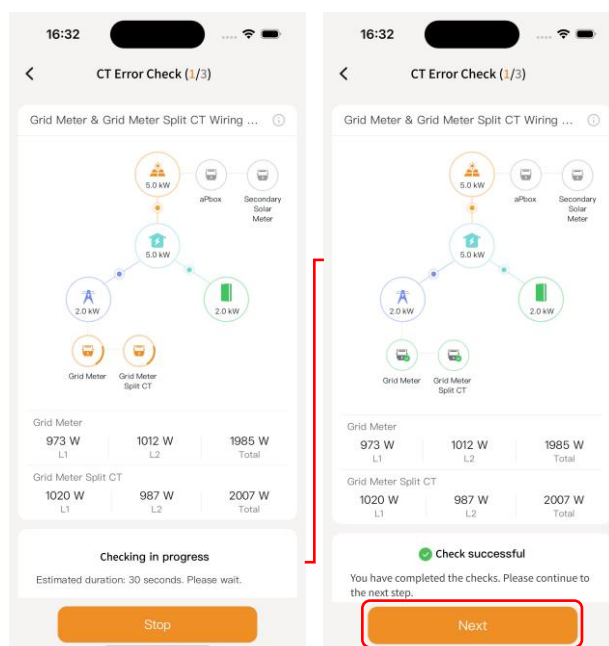 16:32
CT Error Check (1/3)
Grid Meter & Grid Meter Split CT Wiring ...
5.0 kW
aPbox
Secondary
Solar
Meter
5.0 kW
2.0 kW
2.0 kW
Grid Meter
Grid Meter
Split CT
Grid Meter
973 W
1012 W
1985 W
L1
L2
Total
Grid Meter Split CT
1020 W
987 W
2007 W
L1
L2
Total
Checking in progress
Estimated duration: 30 seconds. Please wait.
Stop
16:32
CT Error Check (1/3)
Grid Meter & Grid Meter Split CT Wiring ...
5.0 kW
aPbox
Secondary
Solar
Meter
5.0 kW
2.0 kW
2.0 kW
Grid Meter
Grid Meter
Split CT
Grid Meter
973 W
1012 W
1985 W
L1
L2
Total
Grid Meter Split CT
1020 W
987 W
2007 W
L1
L2
Total
Check successful
You have completed the checks. Please continue to
the next step.
Next